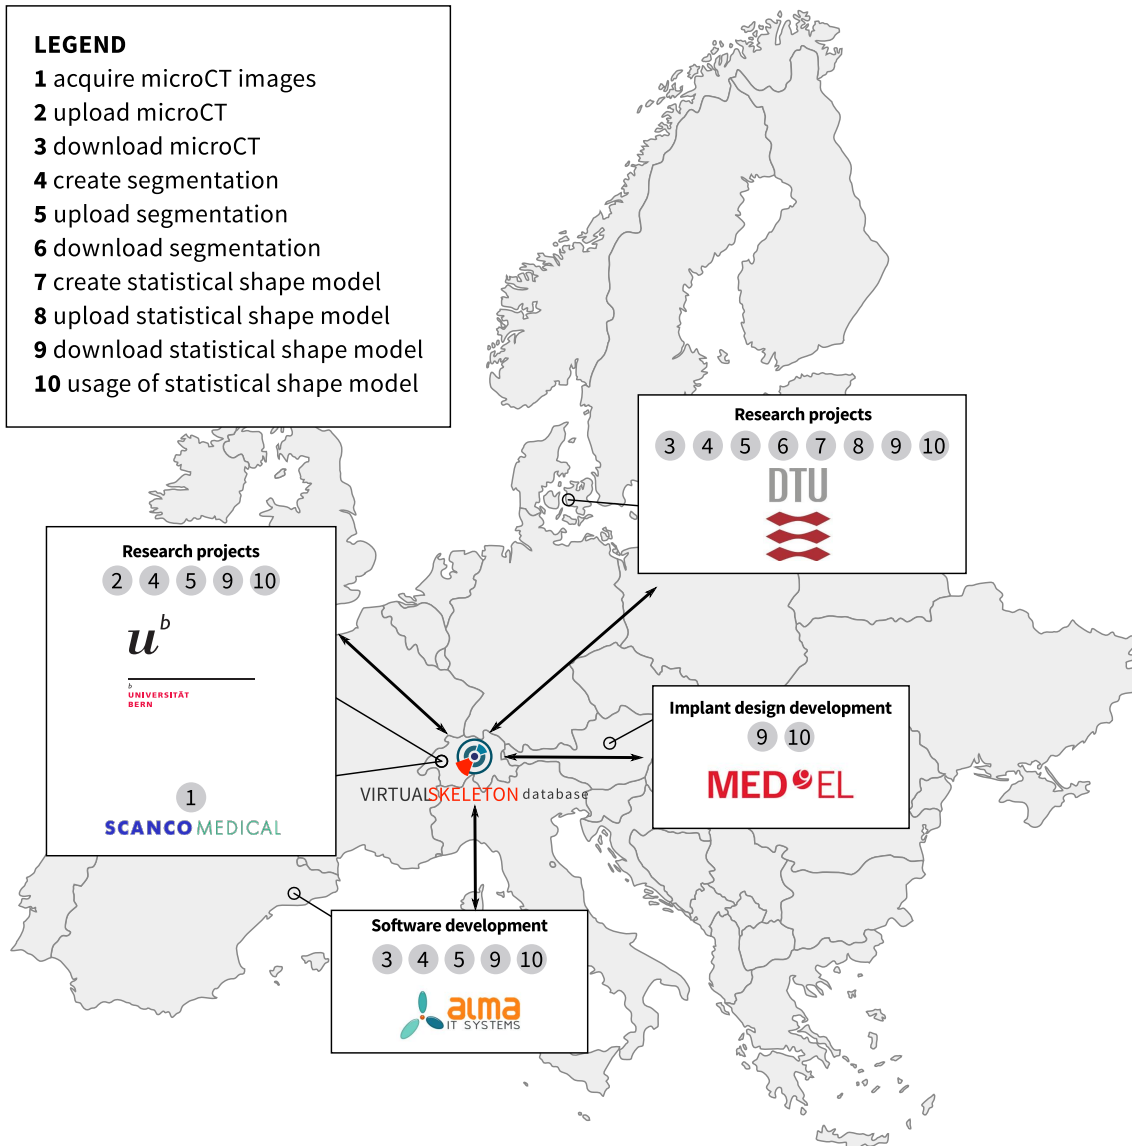 LEGEND
1 acquire microCT images
2 upload microCT
3 download microCT
4 create segmentation
5 upload segmentation
6 download segmentation
7 create statistical shape model
8 upload statistical shape model
9 download statistical shape model
10 usage of statistical shape model
Research projects
3 4 5 6 7 8 9 10
DTU
Research projects
2 4 5 9 10
u b
b
UNIVERSITÄT
BERN
1
SCANCO MEDICAL
Implant design development
9 10
MED EL
VIRTUALSKELETON database
Software development
3 4 5 9 10
alma
IT SYSTEMS